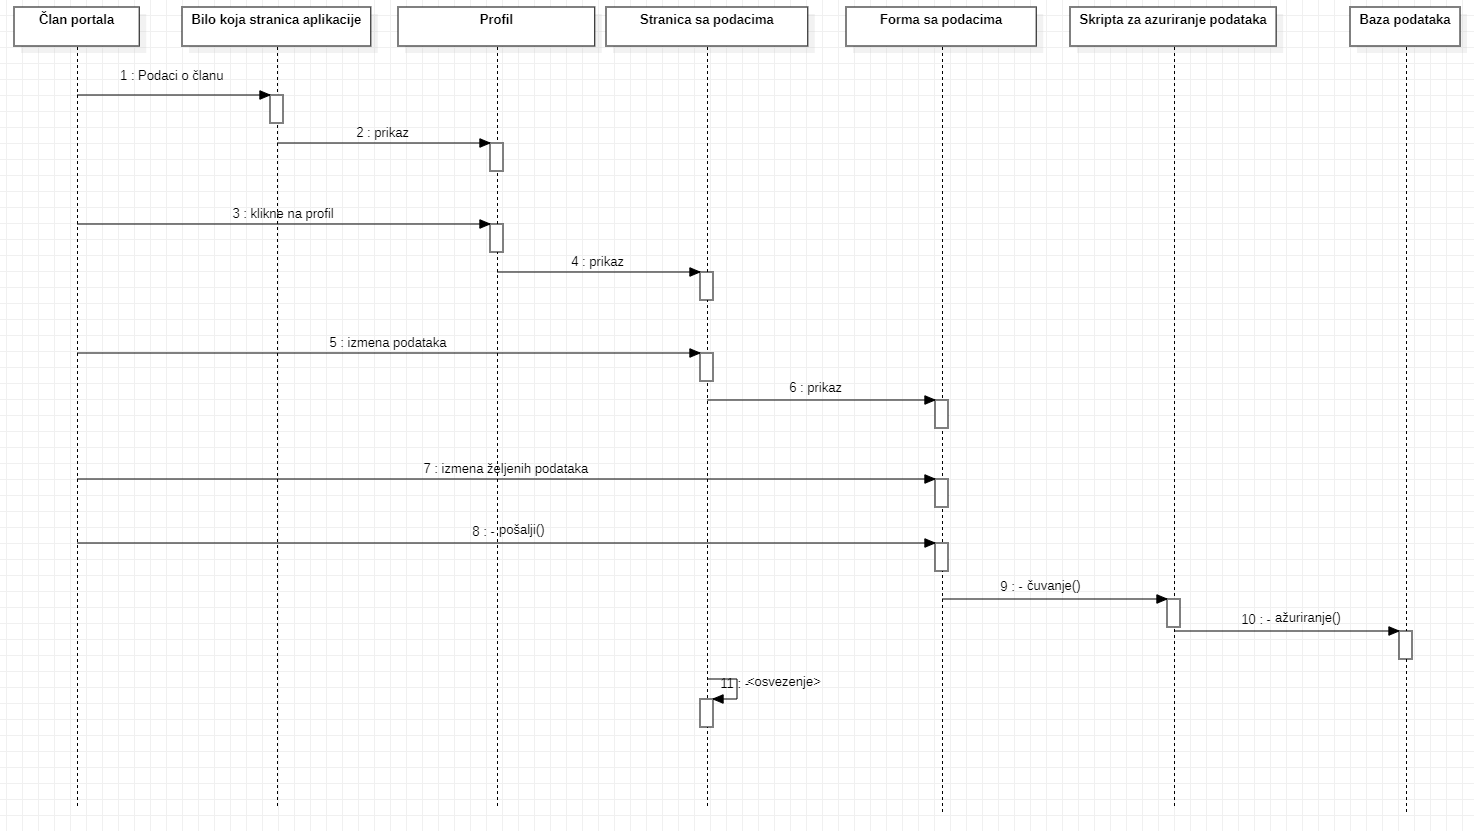 Član portala
Bilo koja stranica aplikacije
Profil
Stranica sa podacima
Forma sa podacima
Skripta za azuriranje podataka
Baza podataka
1 : Podaci o članu
2 : prikaz
3 : klikne na profil
4 : prikaz
5 : izmena podataka
6 : prikaz
7 : izmena željenih podataka
8 : - pošalji()
9 : - čuvanje()
10 : - ažuriranje()
11 : -<osvezenje>